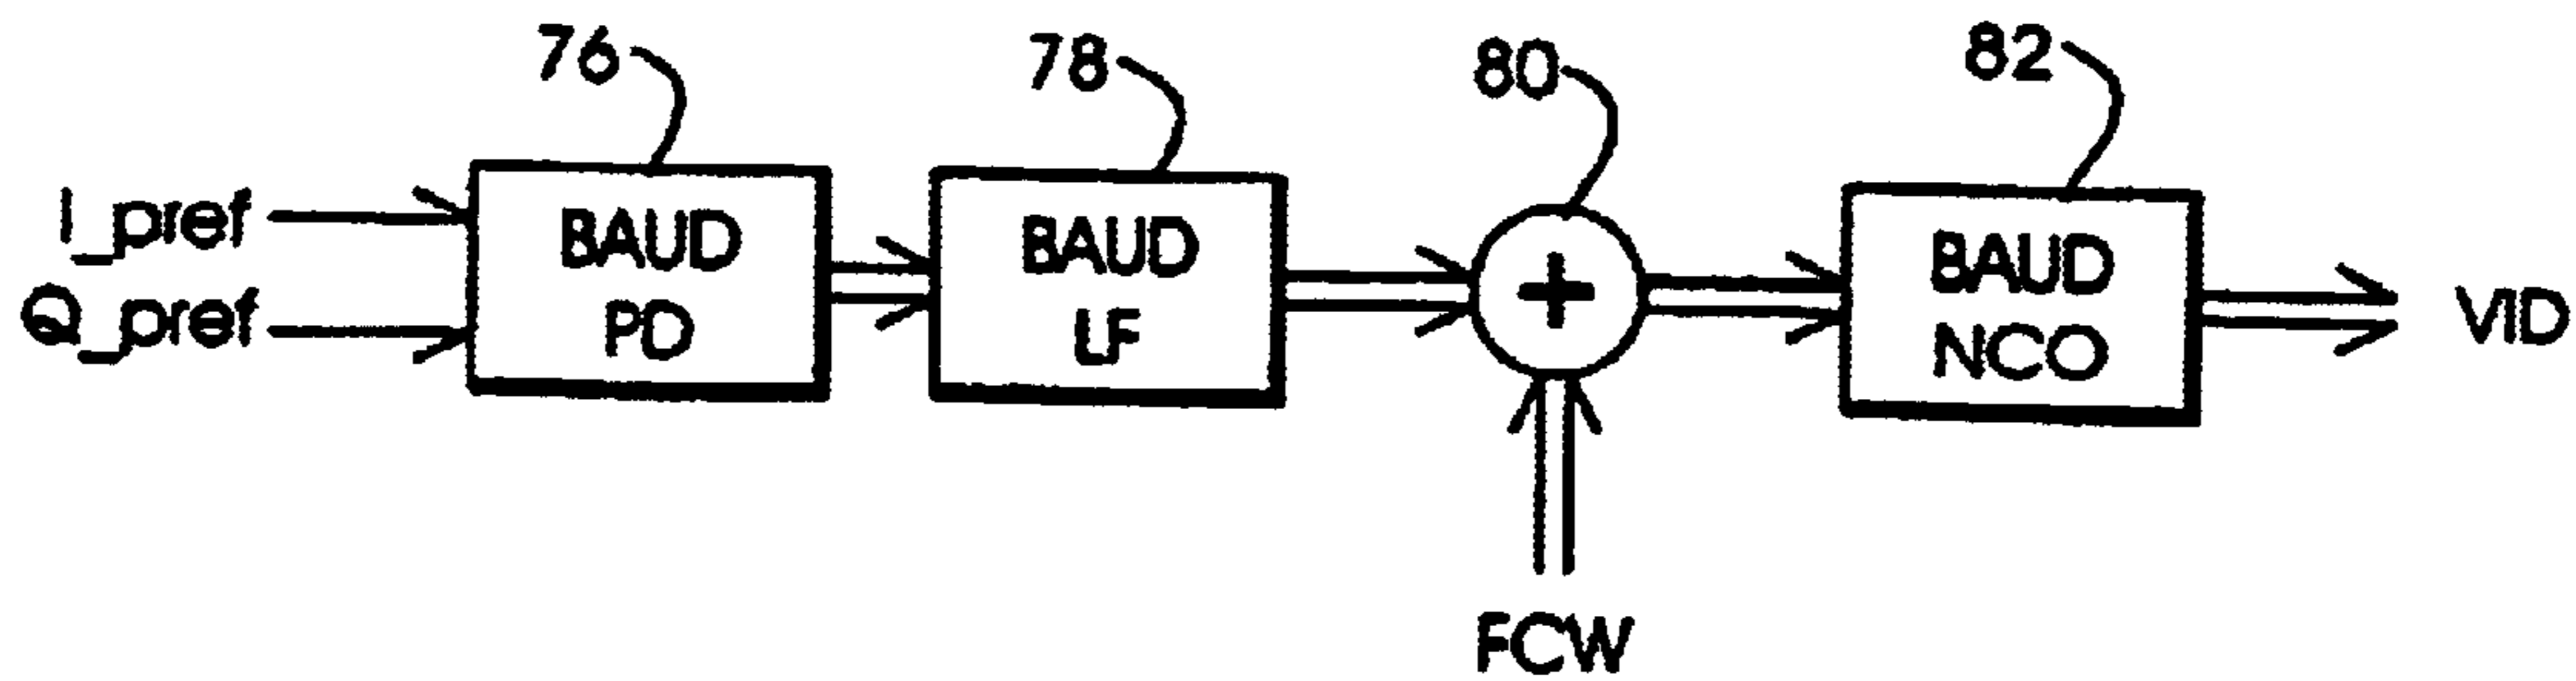 76
78
80
82
I_pref
Q_pref
BAUD
PD
BAUD
LF
+
BAUD
NCO
VID
FCW